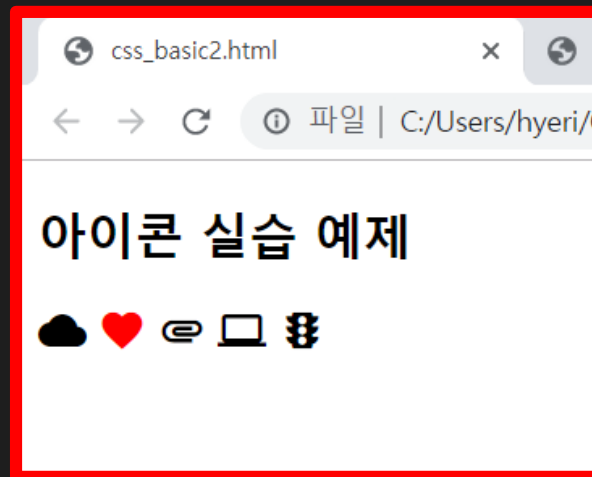 css_basic2.html
파일 | C:/Users/hyeri/
아이콘 실습 예제